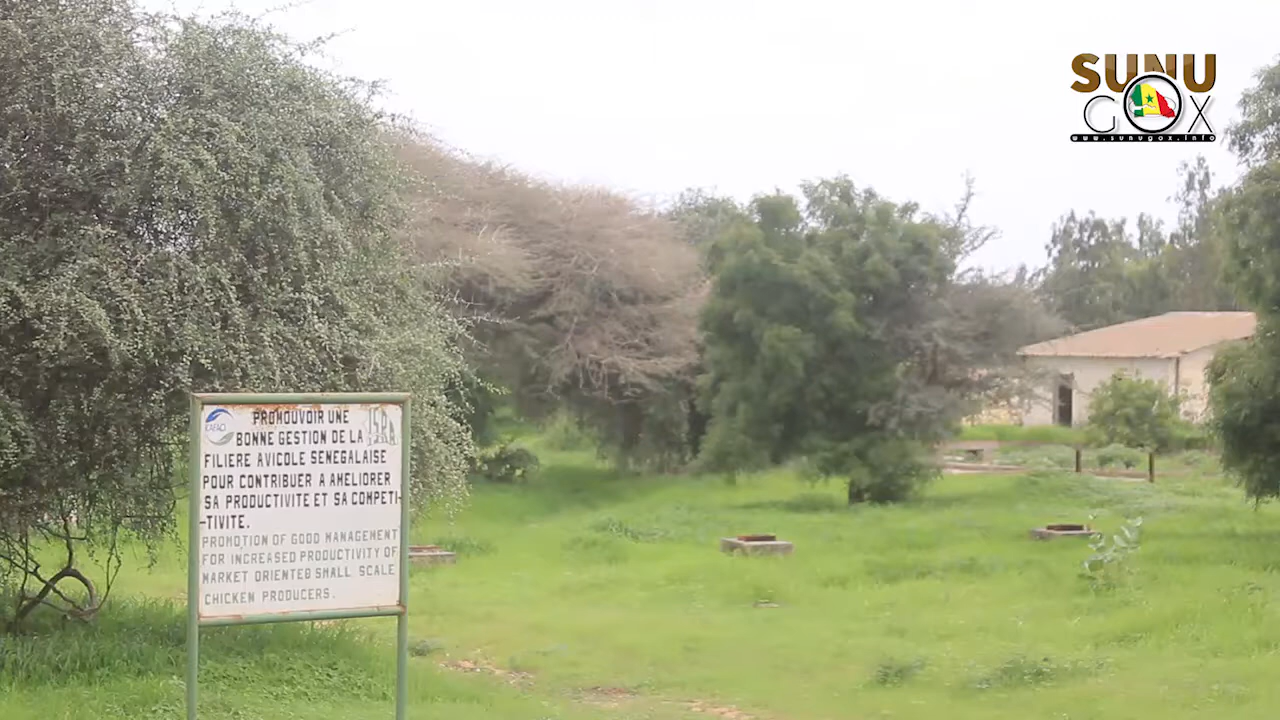 SUNU
GOX
www.sunugox.info
KAFACI
ISRA
PROMOUVOIR UNE
BONNE GESTION DE LA
FILIERE AVICOLE SENEGALAISE
POUR CONTRIBUER A AMELIORER
SA PRODUCTIVITE ET SA COMPETI-
-TIVITE.
PROMOTION OF GOOD MANAGEMENT
FOR INCREASED PRODUCTIVITY OF
MARKET ORIENTED SMALL SCALE
CHICKEN PRODUCERS.